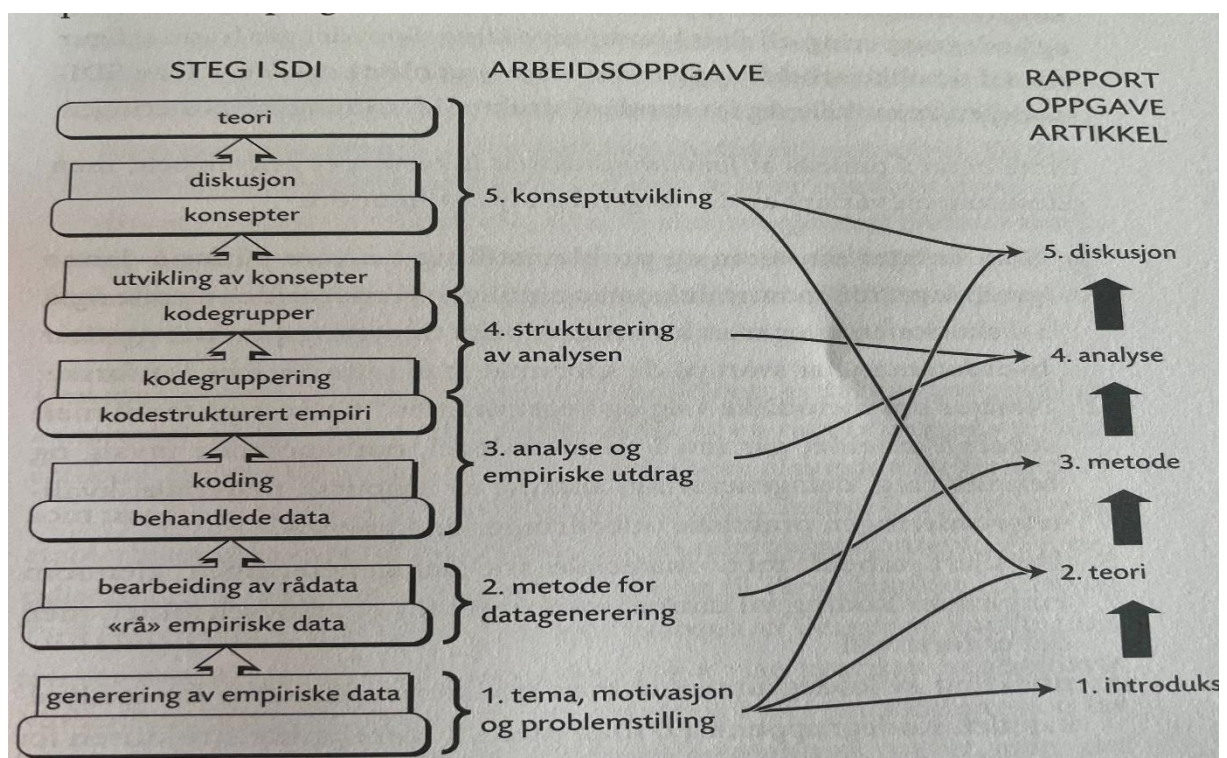 STEG I SDI
teori
diskusjon
konsepter
utvikling av konsepter
kodegrupper
kodegruppering
kodestrukturert empiri
koding
behandlede data
bearbeiding av rådata
«rå» empiriske data
generering av empiriske data
ARBEIDSOPPGAVE
5. konseptutvikling
4. strukturering
av analysen
3. analyse og
empiriske utdrag
2. metode for
datagenerering
1. tema, motivasjon
og problemstilling
RAPPORT
OPPGAVE
ARTIKKEL
5. diskusjon
4. analyse
3. metode
2. teori
1. introduks